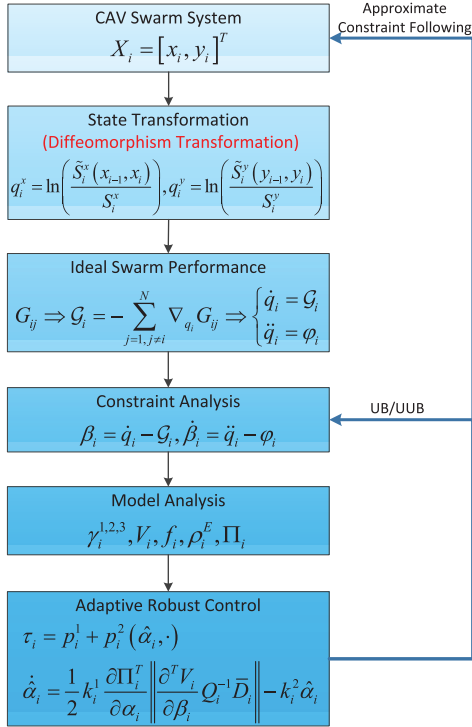 CAV Swarm System
X_i = [x_i, y_i]^T
Approximate
Constraint Following
State Transformation
(Diffeomorphism Transformation)
q_i^x = ln(S̃_i^x(x_{i-1}, x_i) / S_i^x), q_i^y = ln(S̃_i^y(y_{i-1}, y_i) / S_i^y)
Ideal Swarm Performance
G_{ij} ⇒ 𝒢_i = −∑_{j=1, j≠i}^{N} ∇_{q_i} G_{ij} ⇒ { q̇_i = 𝒢_i
q̈_i = φ_i
Constraint Analysis
β_i = q̇_i − 𝒢_i, β̇_i = q̈_i − φ_i
UB/UUB
Model Analysis
γ_i^{1,2,3}, V_i, f_i, ρ_i^E, Π_i
Adaptive Robust Control
τ_i = p_i^1 + p_i^2(α̂_i, ·)
α̂̇_i = 1/2 k_i^1 ∂Π_i^T/∂α_i ‖∂^T V_i/∂β_i Q_i^{-1} D̄_i‖ − k_i^2 α̂_i